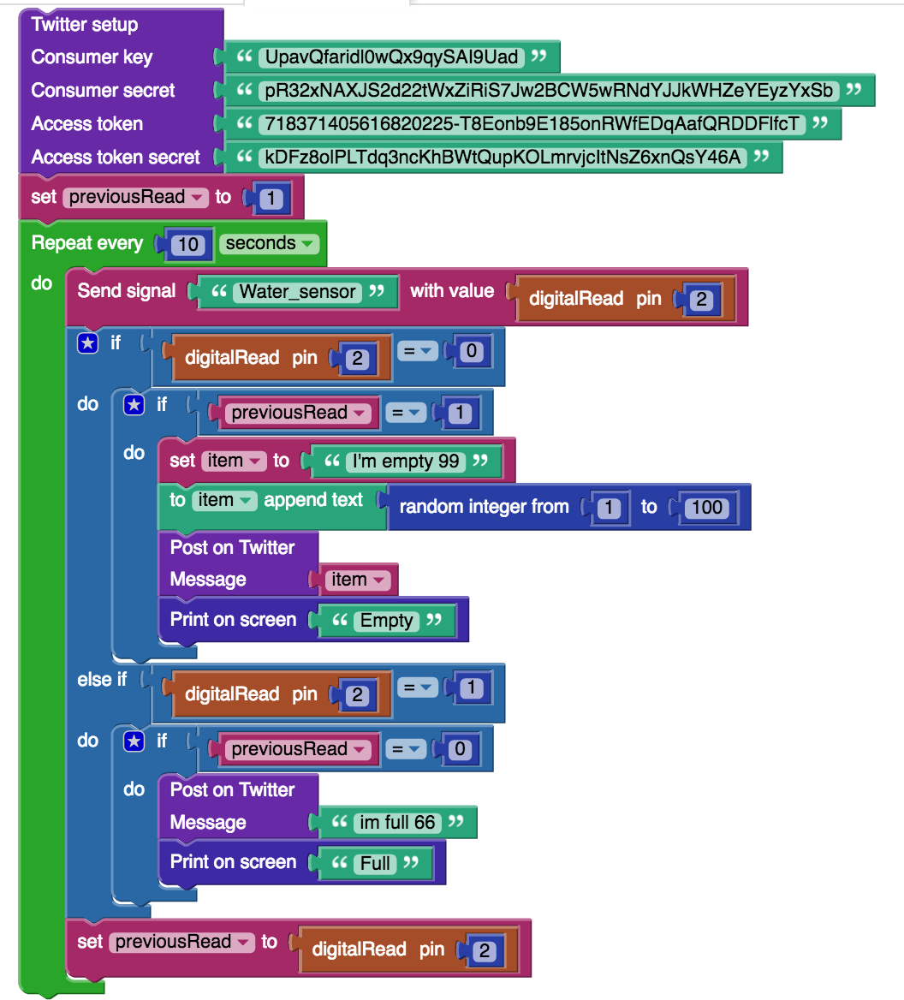 Twitter setup
Consumer key “ UpavQfaridl0wQx9qySAI9Uad ”
Consumer secret “ pR32xNAXJS2d22tWxZiRiS7Jw2BCW5wRNdYJJkWHZeYEyzYxSb ”
Access token “ 718371405616820225-T8Eonb9E185onRWfEDqAafQRDDFlfcT ”
Access token secret “ kDFz8olPLTdq3ncKhBWtQupKOLmrvjcltNsZ6xnQsY46A ”
set previousRead to 1
Repeat every 10 seconds
do Send signal “ Water_sensor ” with value digitalRead pin 2
if digitalRead pin 2 = 0
do if previousRead = 1
do set item to “ I'm empty 99 ”
to item append text random integer from 1 to 100
Post on Twitter
Message item
Print on screen “ Empty ”
else if digitalRead pin 2 = 1
do if previousRead = 0
do Post on Twitter
Message “ im full 66 ”
Print on screen “ Full ”
set previousRead to digitalRead pin 2